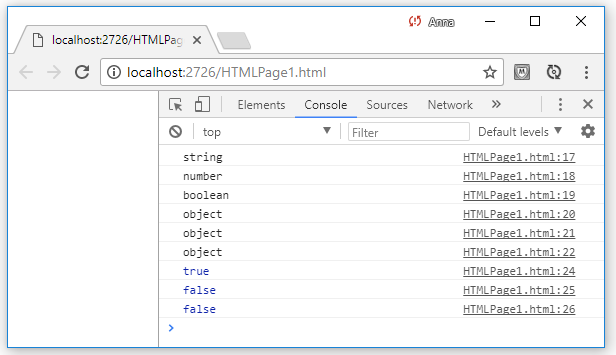 Anna
localhost:2726/HTMLPag
localhost:2726/HTMLPage1.html
Elements Console Sources Network »
top Filter Default levels
string HTMLPage1.html:17
number HTMLPage1.html:18
boolean HTMLPage1.html:19
object HTMLPage1.html:20
object HTMLPage1.html:21
object HTMLPage1.html:22
true HTMLPage1.html:24
false HTMLPage1.html:25
false HTMLPage1.html:26